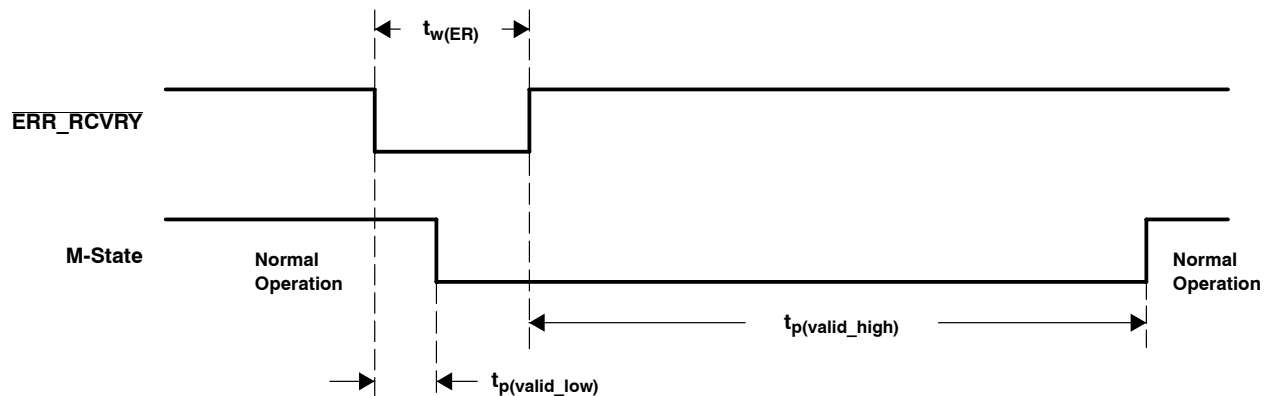 tw(ER)
ERR_RCVRY
M-State
Normal
Operation
Normal
Operation
tp(valid_high)
tp(valid_low)